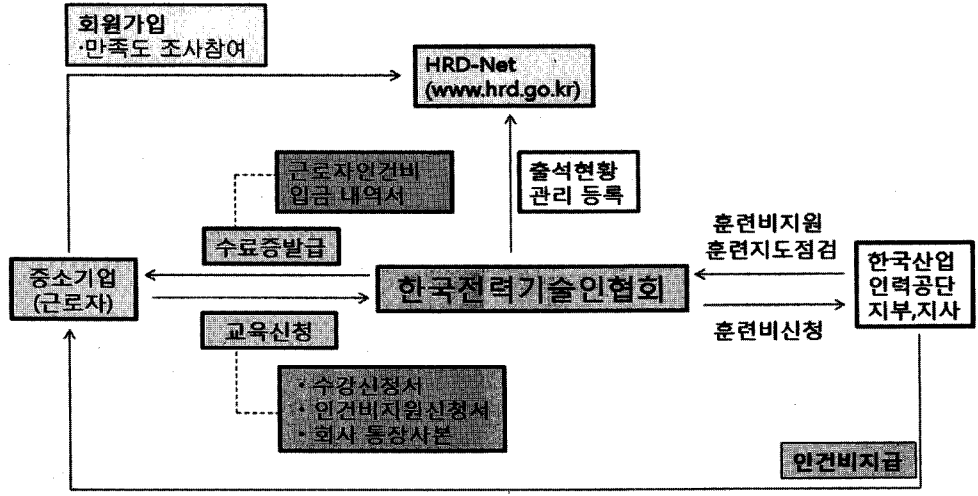 회원가입
·만족도 조사참여
HRD-Net
(www.hrd.go.kr)
근로자인건비
입금 내역서
출석현황
관리 등록
수료증발급
훈련비지원
훈련지도점검
중소기업
(근로자)
한국전력기술인협회
한국산업
인력공단
지부,지사
교육신청
훈련비신청
· 수강신청서
· 인건비지원신청서
· 회사 통장사본
인건비지급